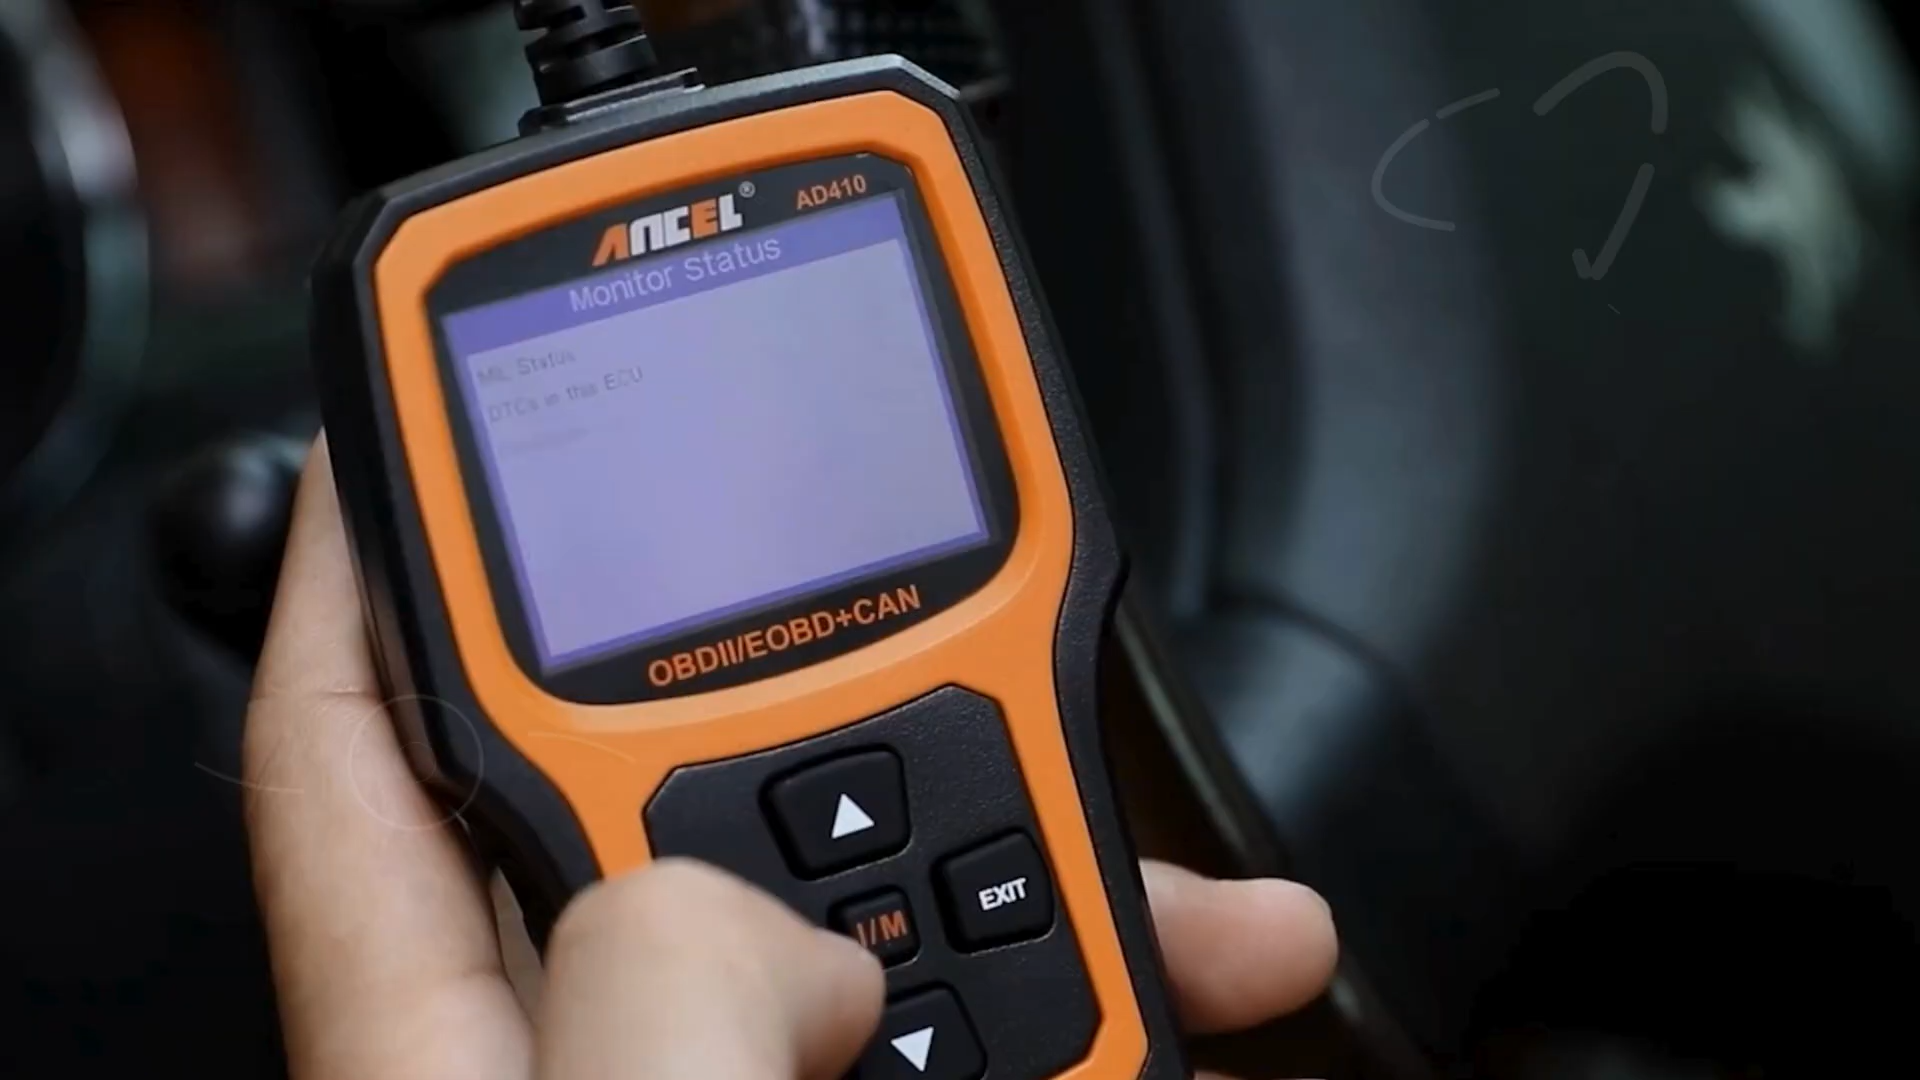 ANCEL® AD410
Monitor Status
MIL Status
DTCs in this ECU
OBDII/EOBD+CAN
EXIT
I/M